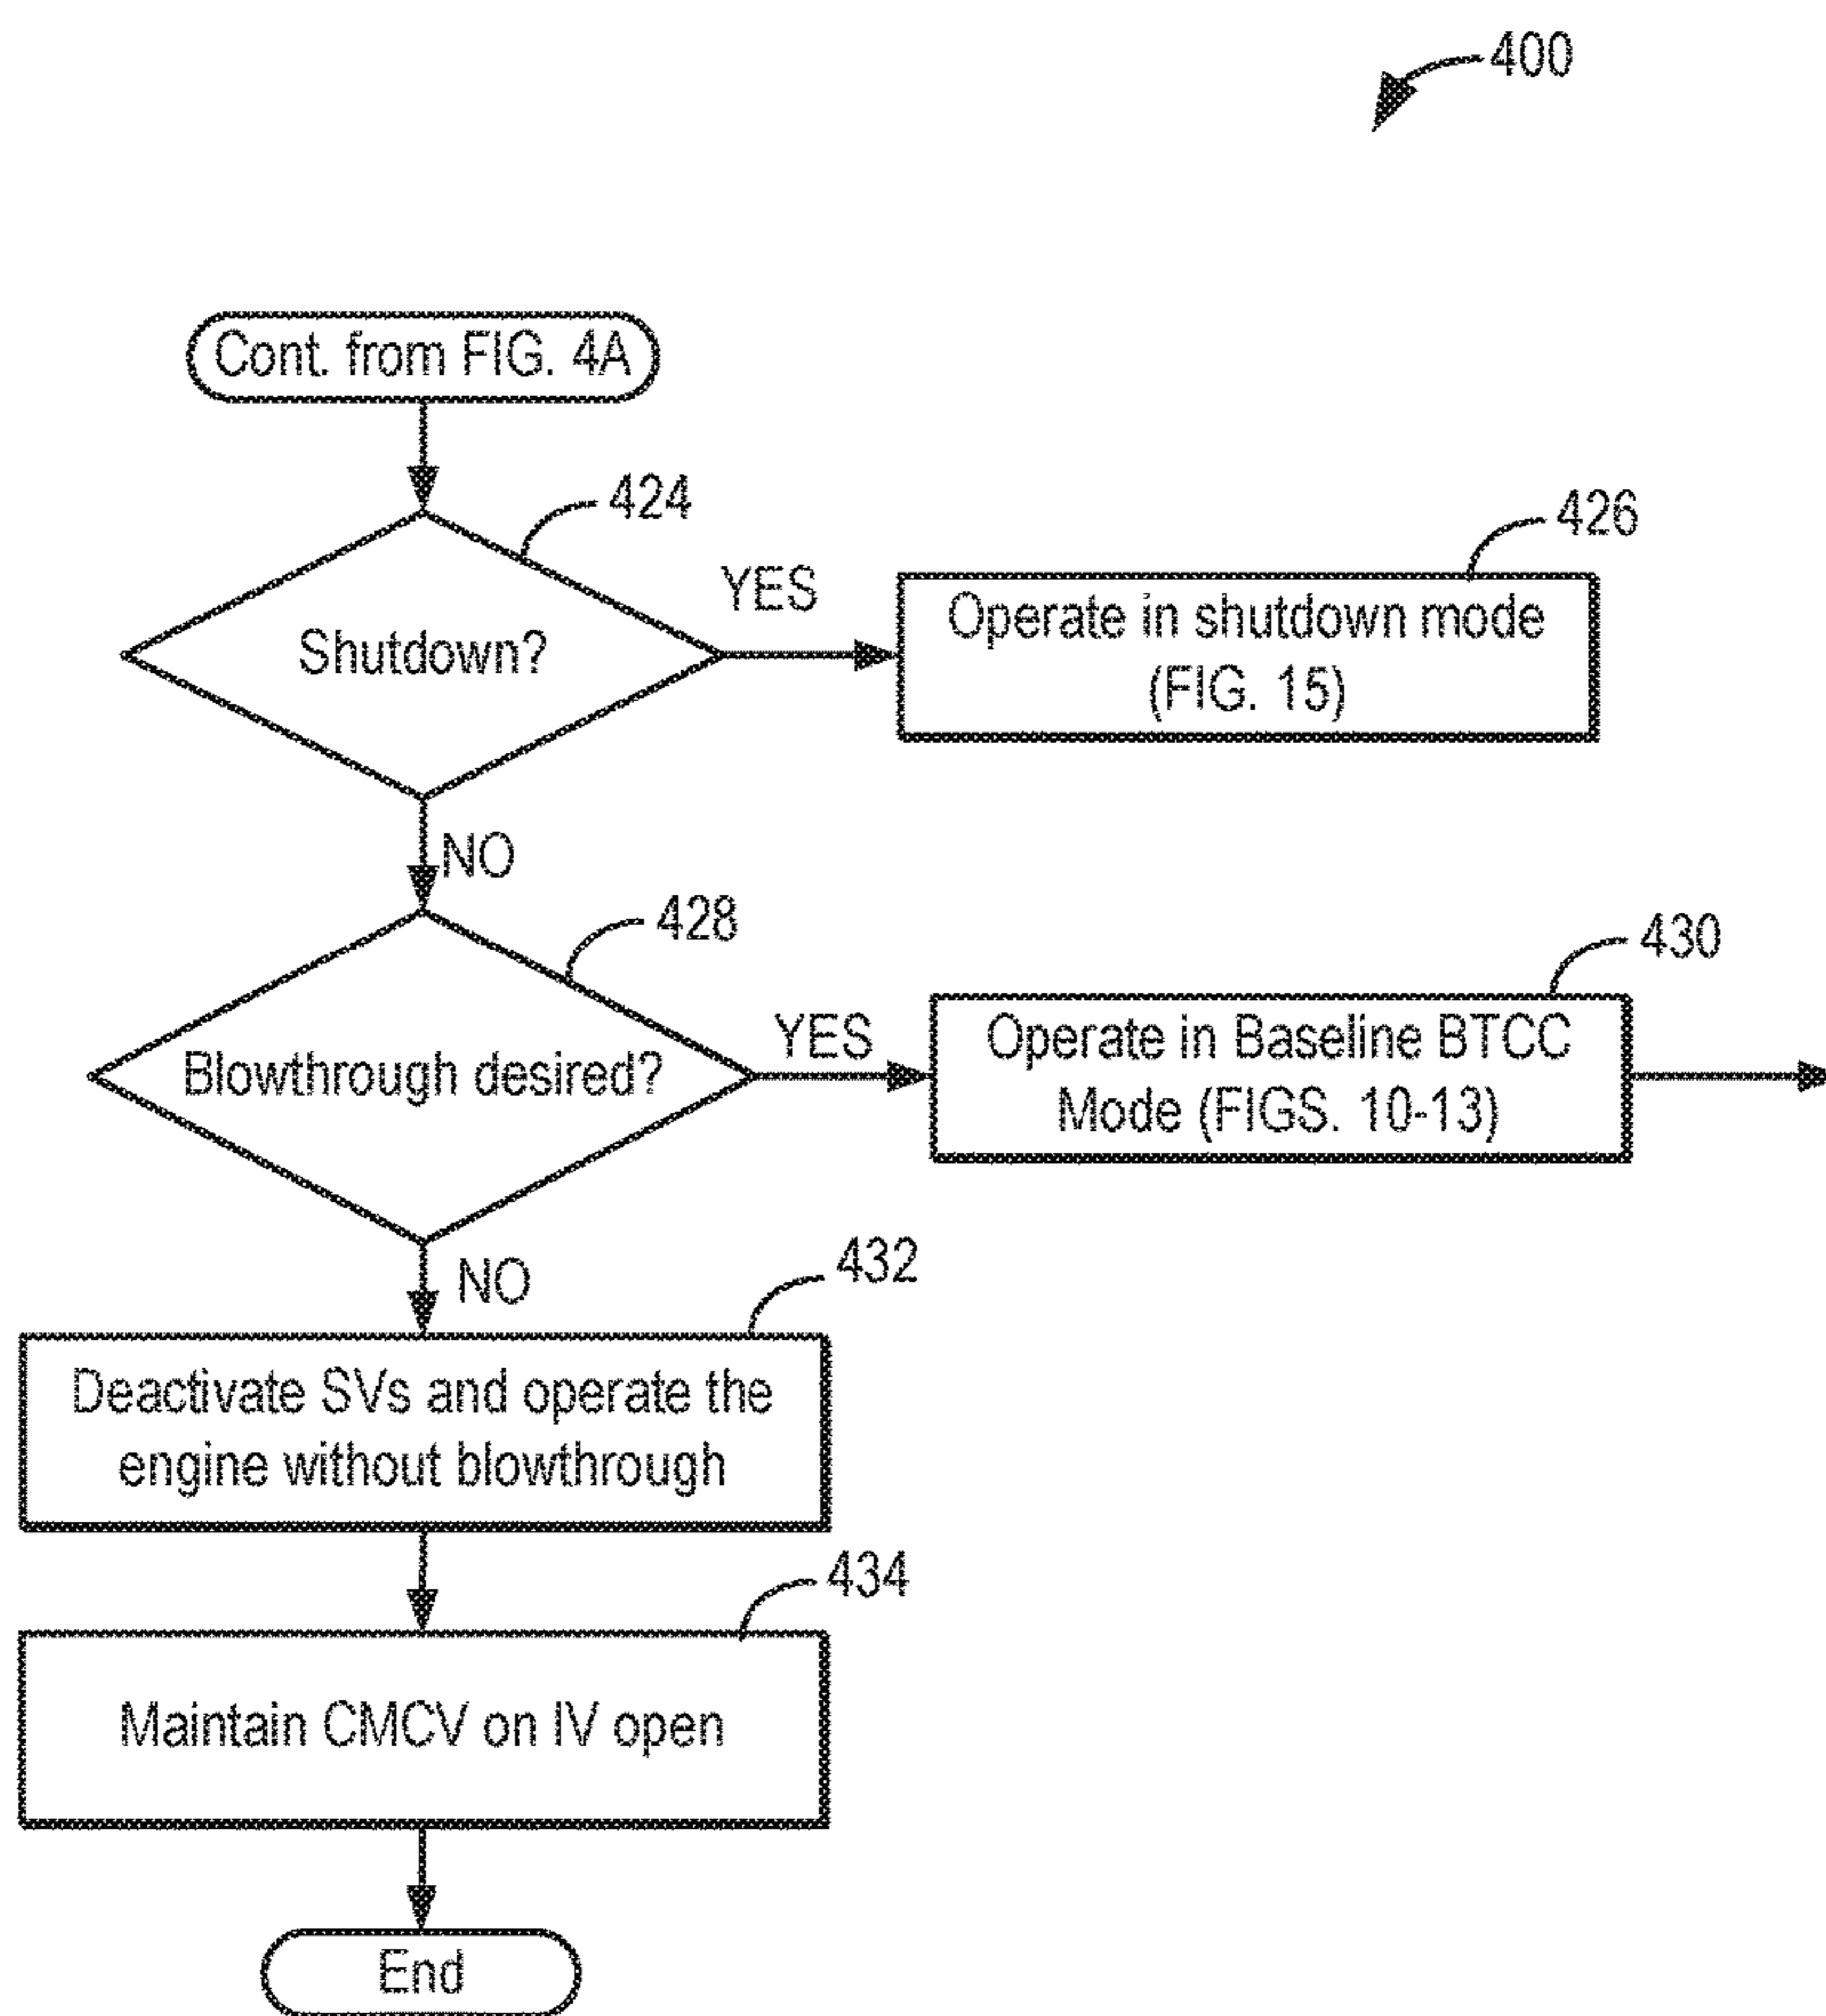 400
Cont. from FIG. 4A
424
Shutdown?
YES
426
Operate in shutdown mode
(FIG. 15)
NO
428
Blowthrough desired?
YES
430
Operate in Baseline BTCC
Mode (FIGS. 10-13)
NO
432
Deactivate SVs and operate the
engine without blowthrough
434
Maintain CMCV on IV open
End